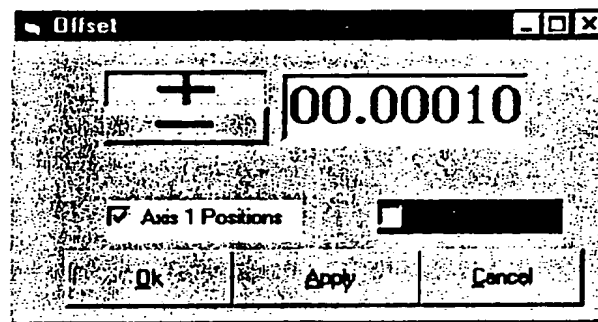 Offset
+ 00.00010
−
Axis 1 Positions
Ok Apply Cancel